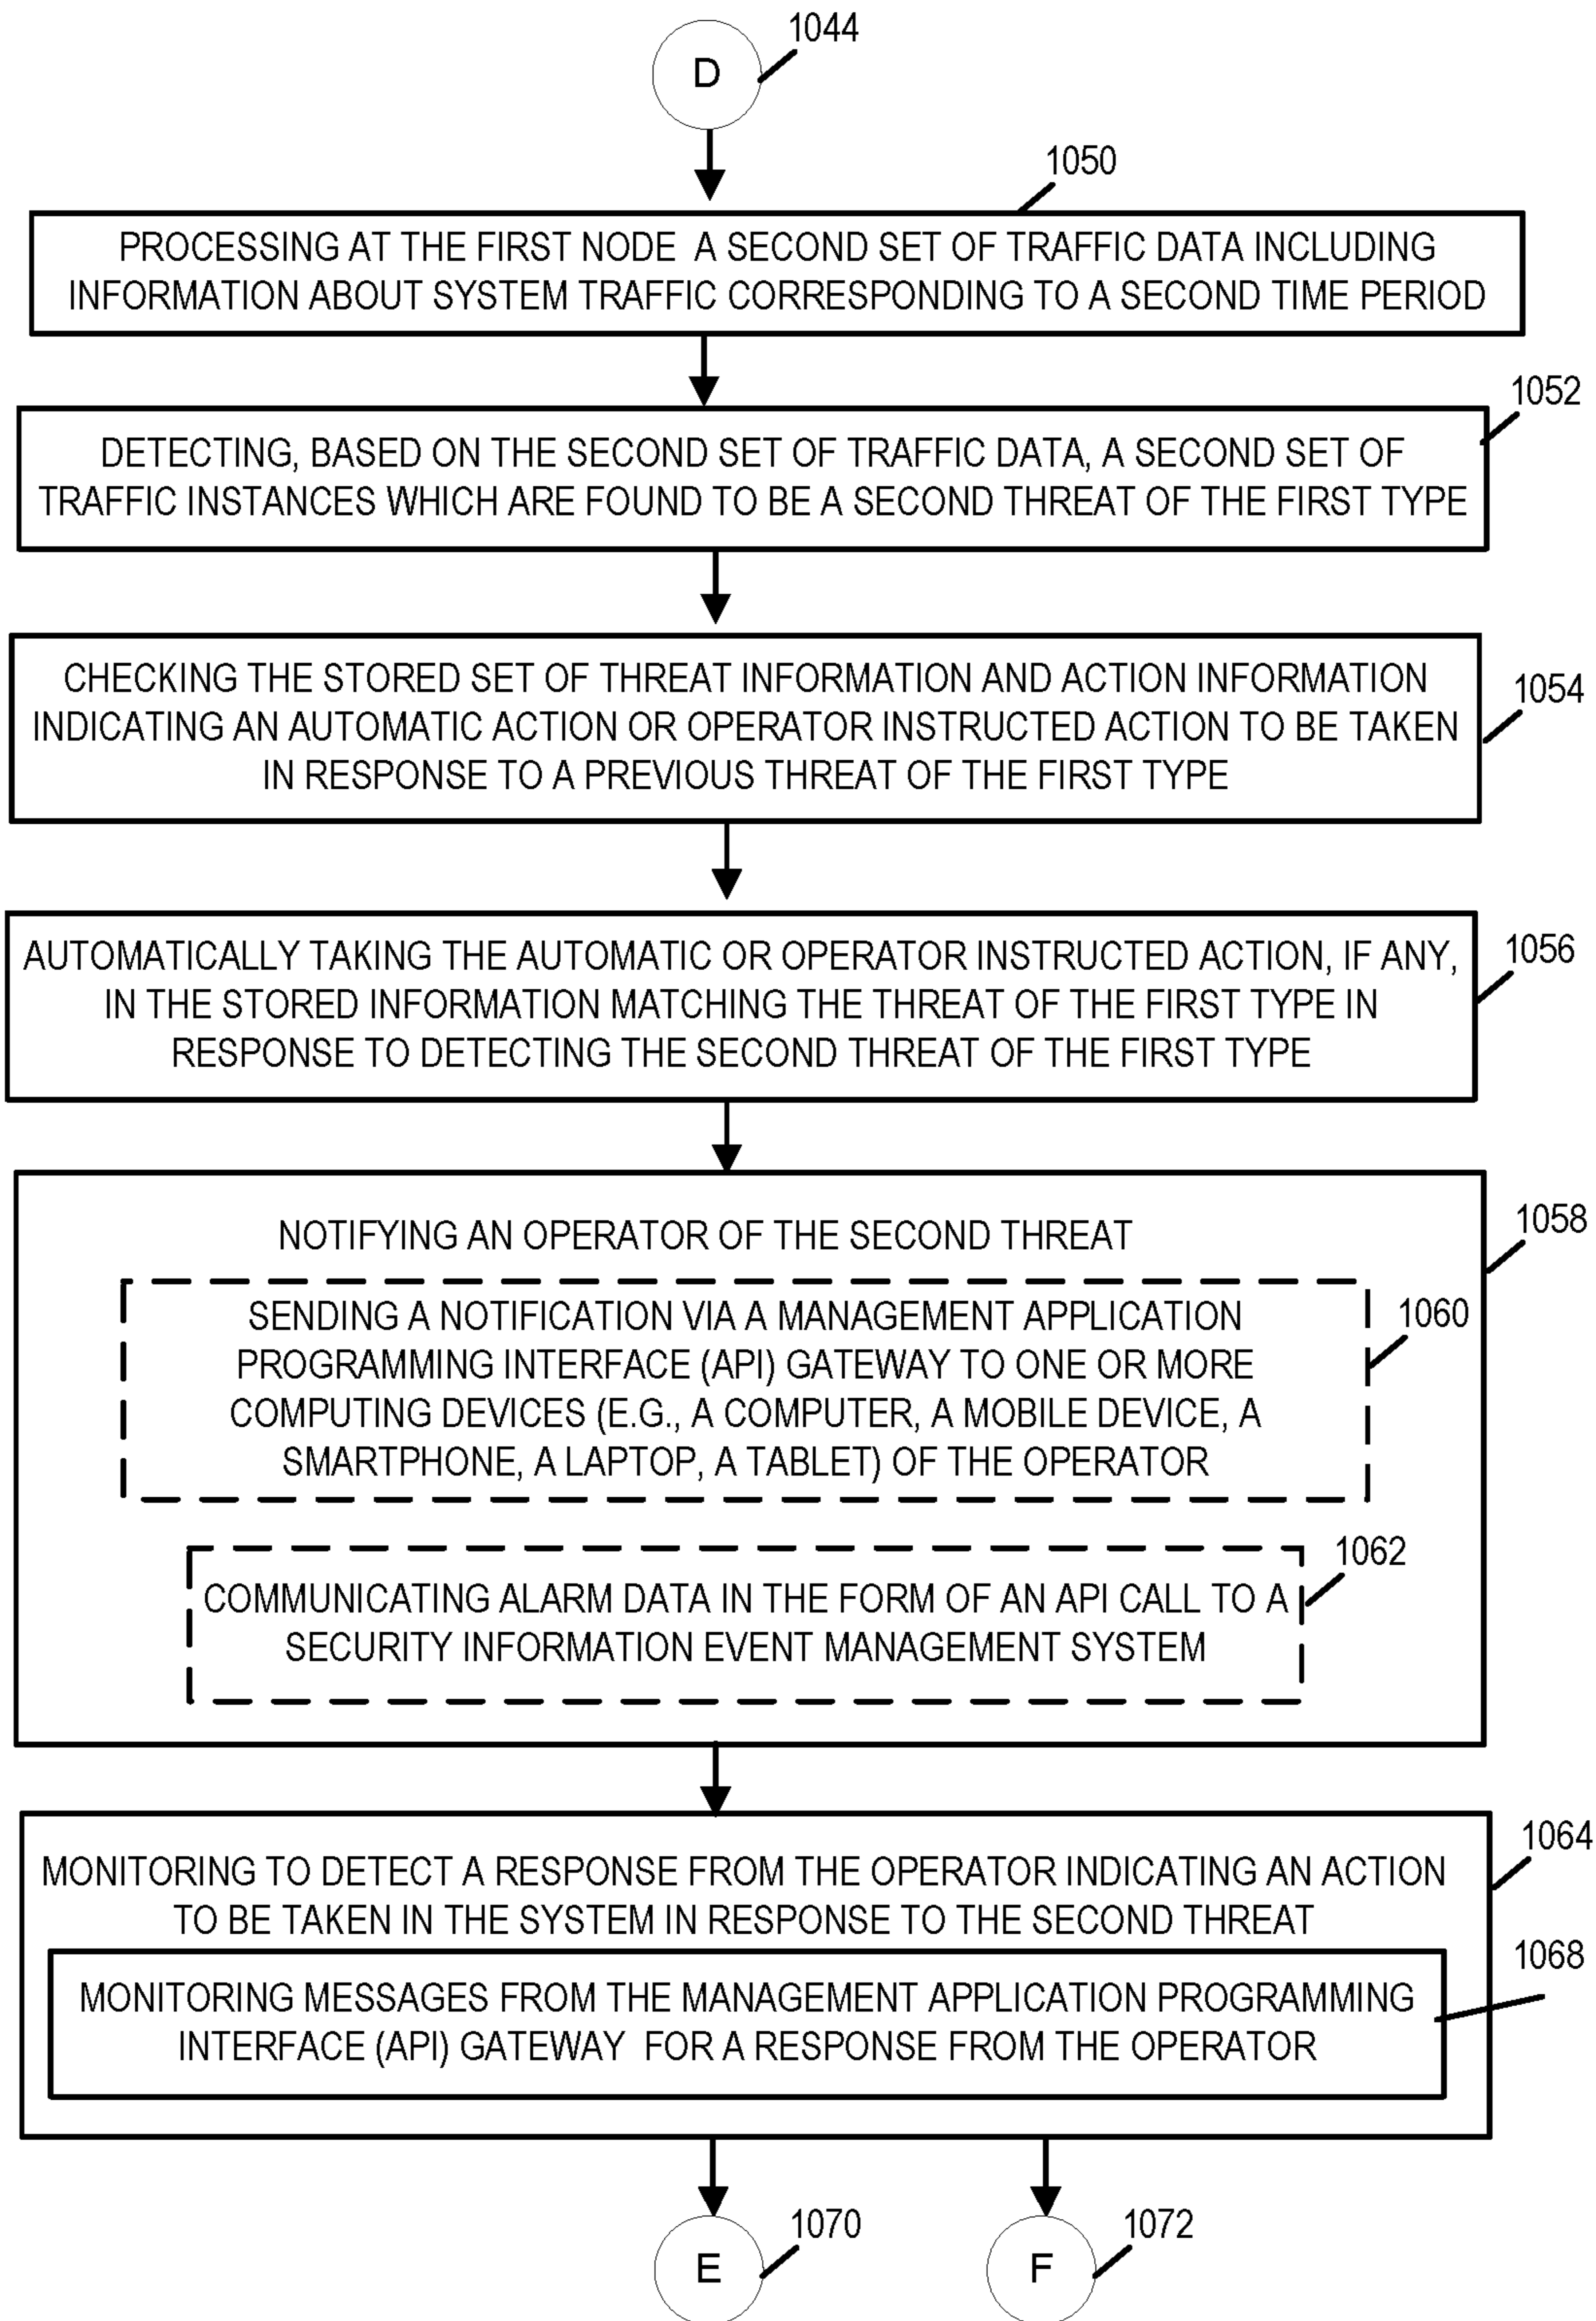 1044
D
1050
PROCESSING AT THE FIRST NODE A SECOND SET OF TRAFFIC DATA INCLUDING
INFORMATION ABOUT SYSTEM TRAFFIC CORRESPONDING TO A SECOND TIME PERIOD
1052
DETECTING, BASED ON THE SECOND SET OF TRAFFIC DATA, A SECOND SET OF
TRAFFIC INSTANCES WHICH ARE FOUND TO BE A SECOND THREAT OF THE FIRST TYPE
CHECKING THE STORED SET OF THREAT INFORMATION AND ACTION INFORMATION
1054
INDICATING AN AUTOMATIC ACTION OR OPERATOR INSTRUCTED ACTION TO BE TAKEN
IN RESPONSE TO A PREVIOUS THREAT OF THE FIRST TYPE
1056
AUTOMATICALLY TAKING THE AUTOMATIC OR OPERATOR INSTRUCTED ACTION, IF ANY,
IN THE STORED INFORMATION MATCHING THE THREAT OF THE FIRST TYPE IN
RESPONSE TO DETECTING THE SECOND THREAT OF THE FIRST TYPE
1058
NOTIFYING AN OPERATOR OF THE SECOND THREAT
1060
SENDING A NOTIFICATION VIA A MANAGEMENT APPLICATION
PROGRAMMING INTERFACE (API) GATEWAY TO ONE OR MORE
COMPUTING DEVICES (E.G., A COMPUTER, A MOBILE DEVICE, A
SMARTPHONE, A LAPTOP, A TABLET) OF THE OPERATOR
1062
COMMUNICATING ALARM DATA IN THE FORM OF AN API CALL TO A
SECURITY INFORMATION EVENT MANAGEMENT SYSTEM
1064
MONITORING TO DETECT A RESPONSE FROM THE OPERATOR INDICATING AN ACTION
TO BE TAKEN IN THE SYSTEM IN RESPONSE TO THE SECOND THREAT
1068
MONITORING MESSAGES FROM THE MANAGEMENT APPLICATION PROGRAMMING
INTERFACE (API) GATEWAY FOR A RESPONSE FROM THE OPERATOR
1070
1072
E
F